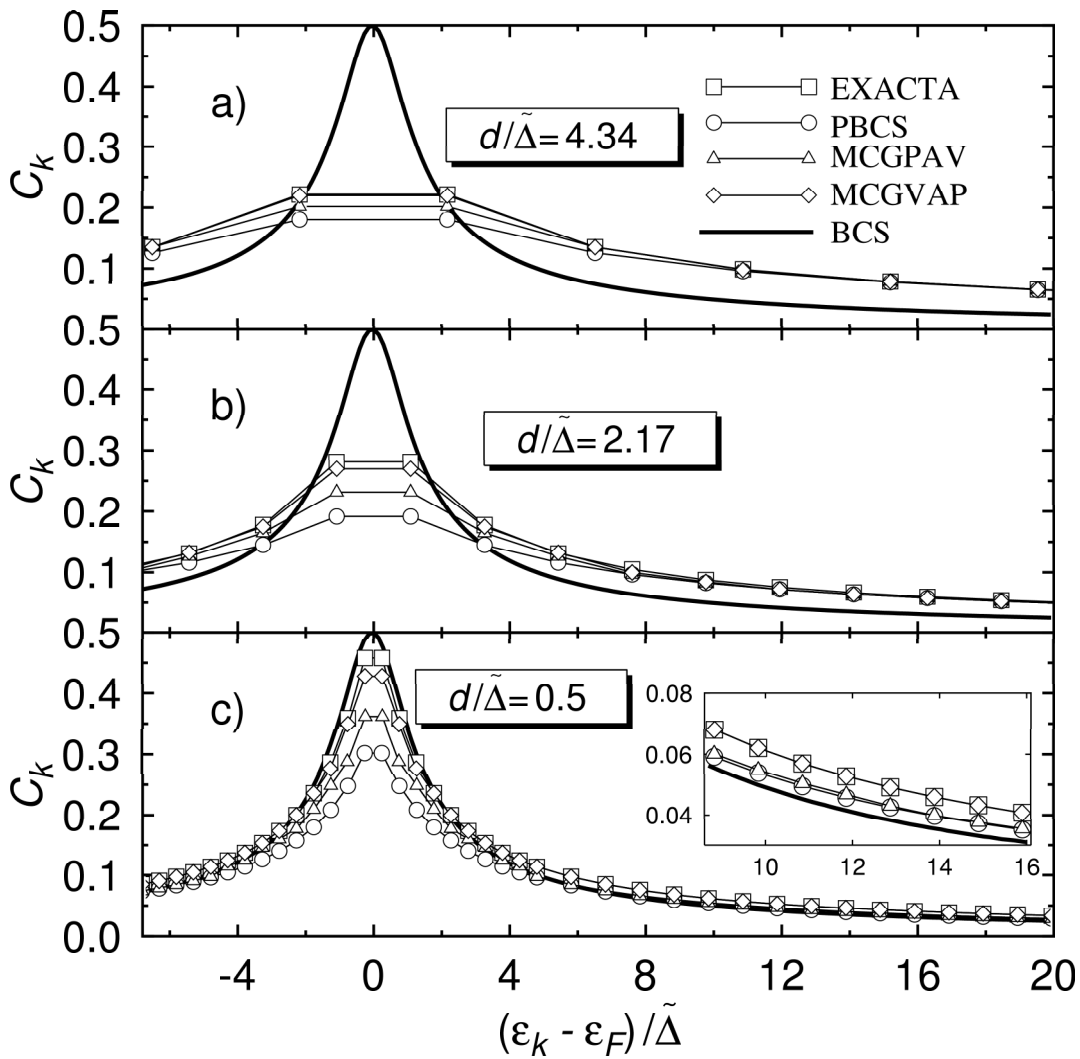 0.5
0.4
0.3
0.2
0.1
C_k
a)
d/Δ̃= 4.34
EXACTA
PBCS
MCGPAV
MCGVAP
BCS
0.5
0.4
0.3
0.2
0.1
C_k
b)
d/Δ̃= 2.17
0.5
0.4
0.3
0.2
0.1
0.0
C_k
c)
d/Δ̃= 0.5
0.08
0.06
0.04
10 12 14 16
-4 0 4 8 12 16 20
(ε_k - ε_F)/Δ̃